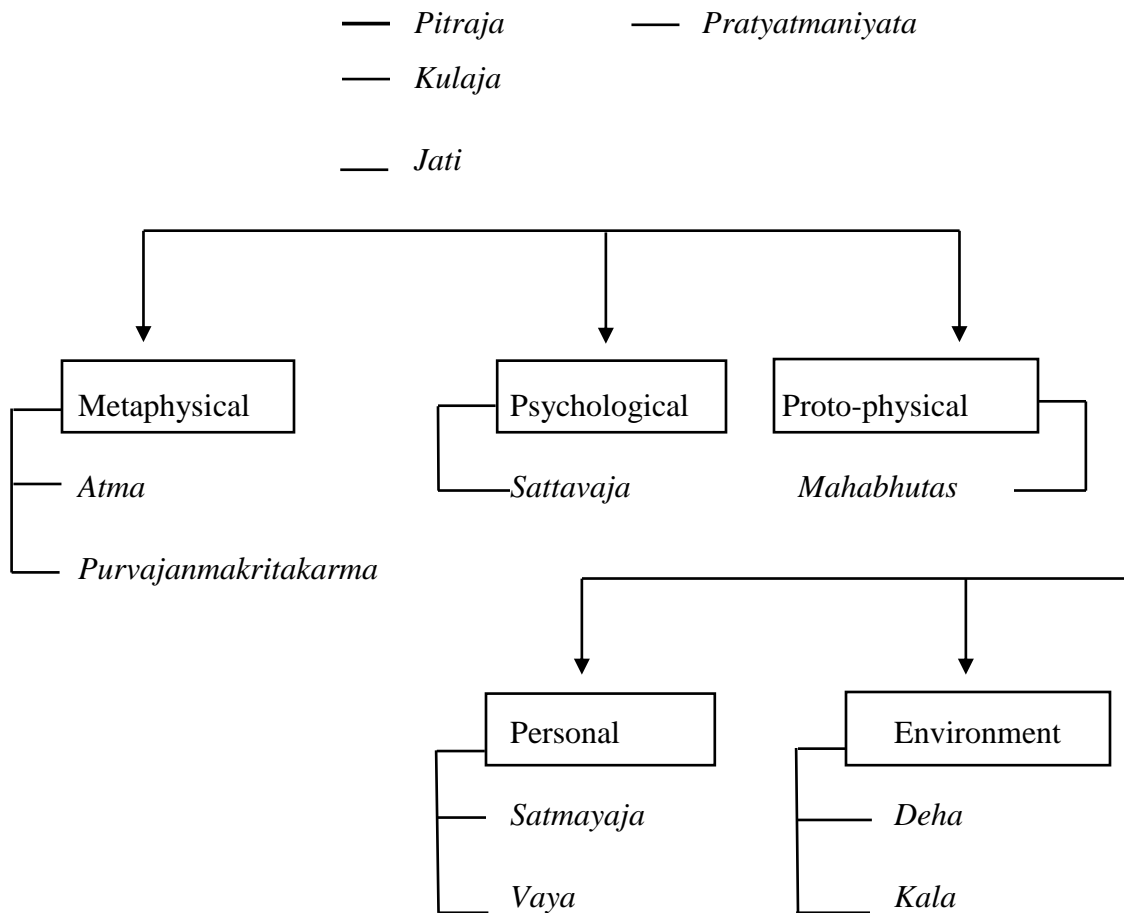 Pitraja Pratyatmaniyata
Kulaja
Jati
Metaphysical Psychological Proto-physical
Atma Sattavaja Mahabhutas
Purvajanmakritakarma
Personal Environment
Satmayaja Deha
Vaya Kala